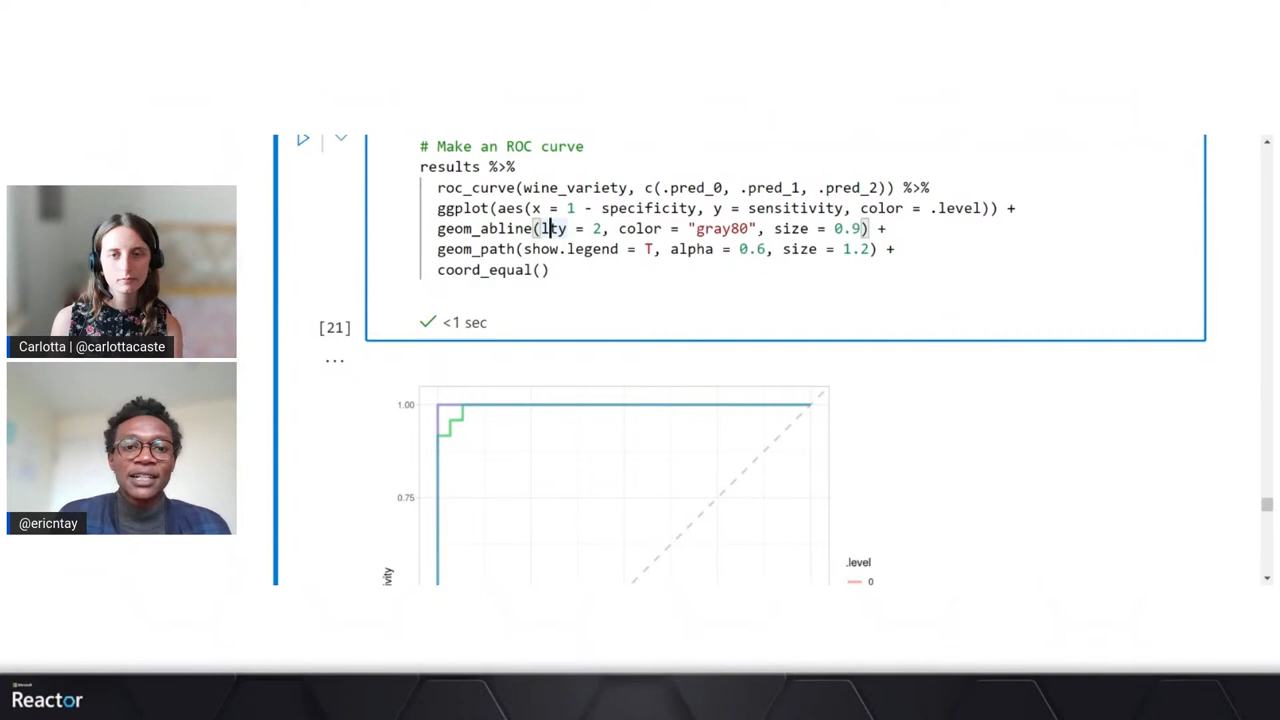 # Make an ROC curve
results %>%
roc_curve(wine_variety, c(.pred_0, .pred_1, .pred_2)) %>%
ggplot(aes(x = 1 - specificity, y = sensitivity, color = .level)) +
geom_abline(lty = 2, color = "gray80", size = 0.9) +
geom_path(show.legend = T, alpha = 0.6, size = 1.2) +
coord_equal()
[21]
<1 sec
...
1.00
0.75
ivity
.level
0
Carlotta | @carlottacaste
@ericntay
Microsoft
Reactor